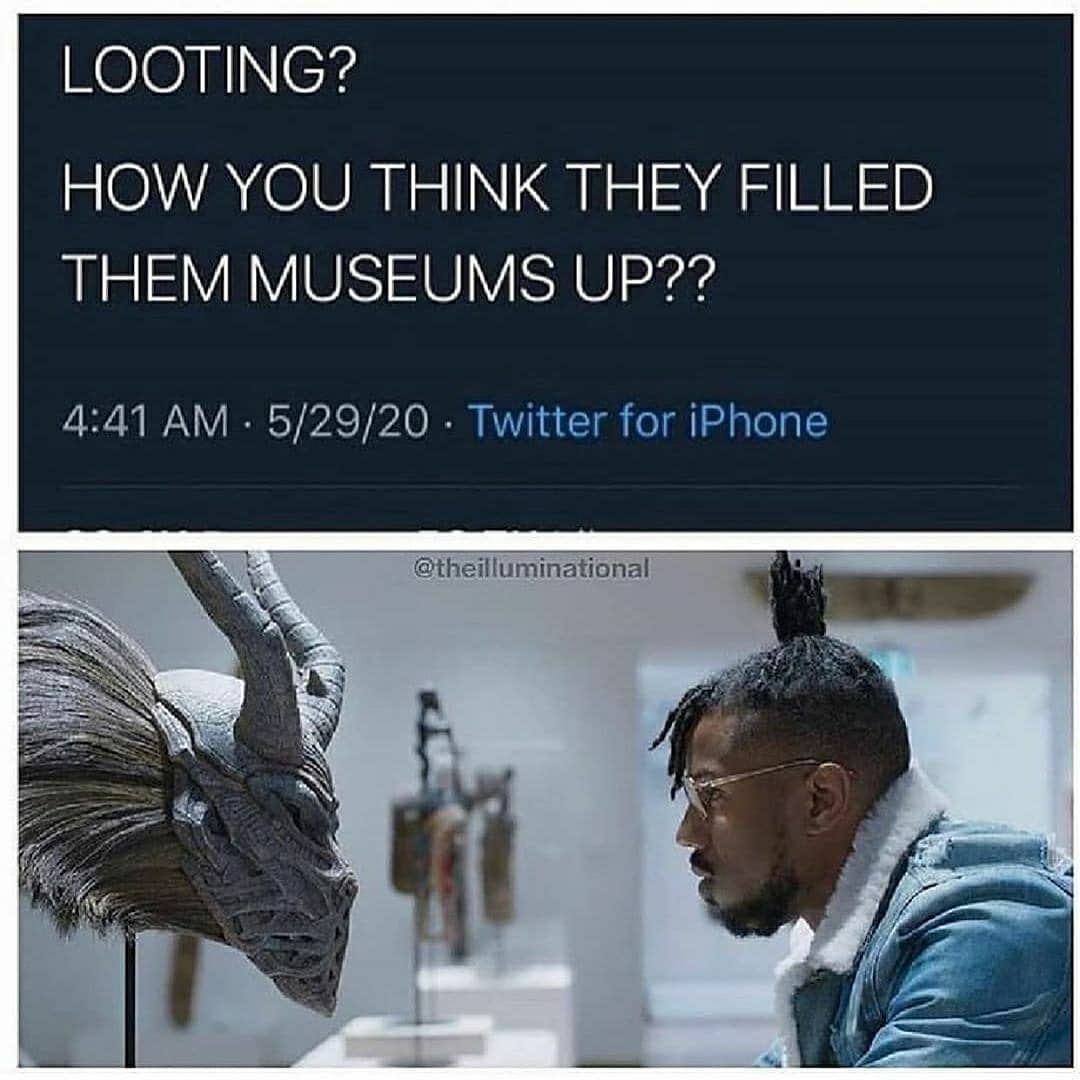 LOOTING?
HOW YOU THINK THEY FILLED
THEM MUSEUMS UP??
4:41 AM · 5/29/20 · Twitter for iPhone
@theilluminational